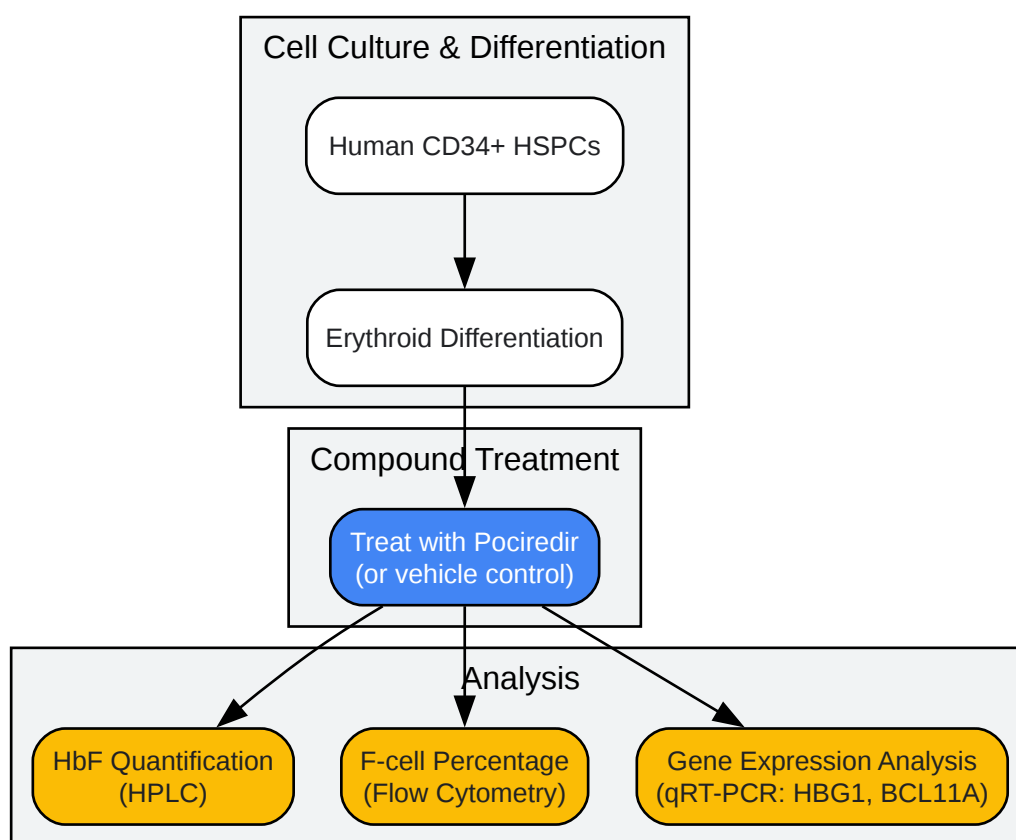 Cell Culture & Differentiation
Human CD34+ HSPCs
Erythroid Differentiation
Compound Treatment
Treat with Pociredir
(or vehicle control)
Analysis
HbF Quantification
(HPLC)
F-cell Percentage
(Flow Cytometry)
Gene Expression Analysis
(qRT-PCR: HBG1, BCL11A)